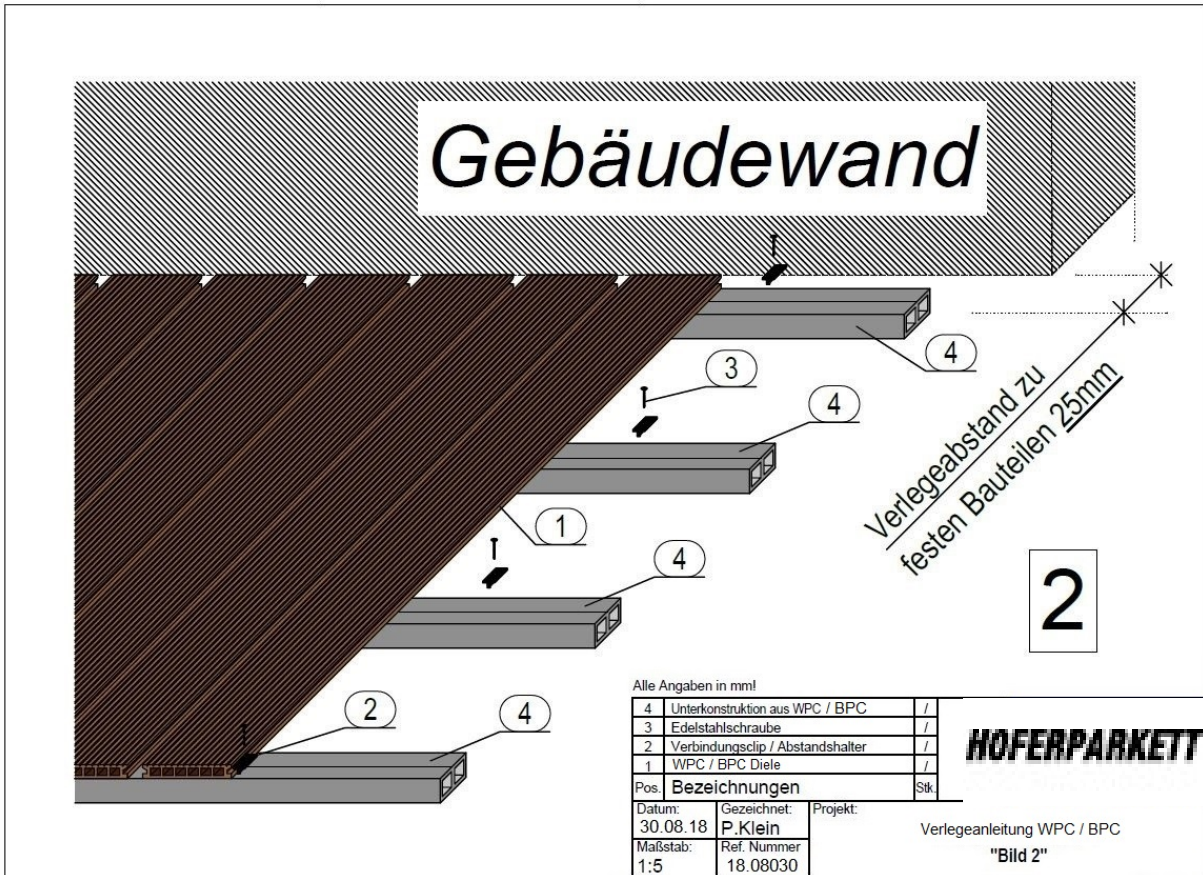 Gebäudewand
4
3
4
Verlegeabstand zu
festen Bauteilen 25mm
1
4
2
2
4
Alle Angaben in mm!
4 Unterkonstruktion aus WPC / BPC /
3 Edelstahlschraube /
2 Verbindungsclip / Abstandshalter /
1 WPC / BPC Diele /
Pos. Bezeichnungen Stk.
HOFERPARKETT
Datum: Gezeichnet: Projekt:
30.08.18 P.Klein
Verlegeanleitung WPC / BPC
Maßstab: Ref. Nummer
1:5 18.08030
"Bild 2"